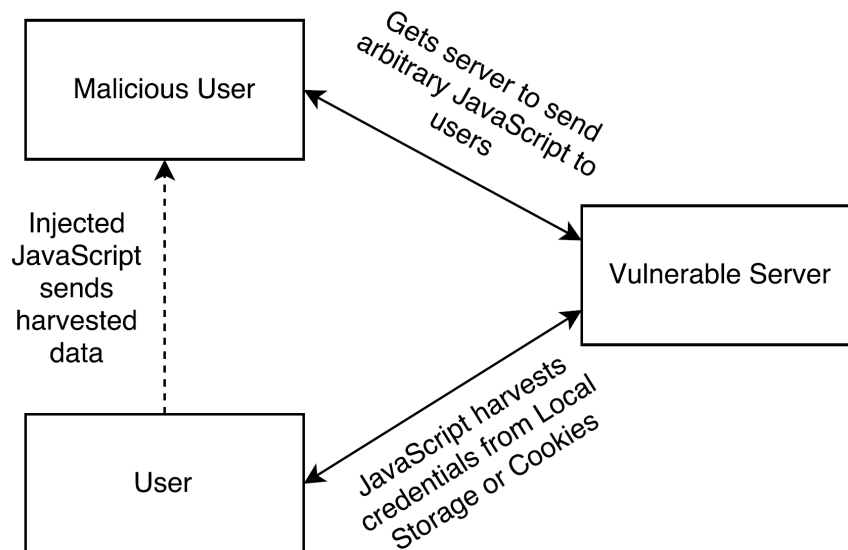 Malicious User
Gets server to send
arbitrary JavaScript to
users
Injected
JavaScript
sends
harvested
data
Vulnerable Server
JavaScript harvests
credentials from Local
Storage or Cookies
User